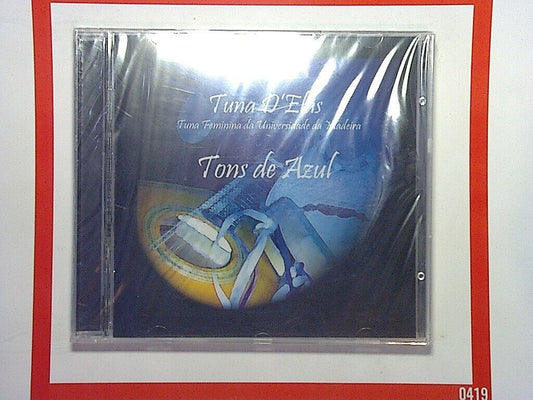 Tuna D'Elas
Tuna Feminina da Universidade da Madeira
Tons de Azul
0419